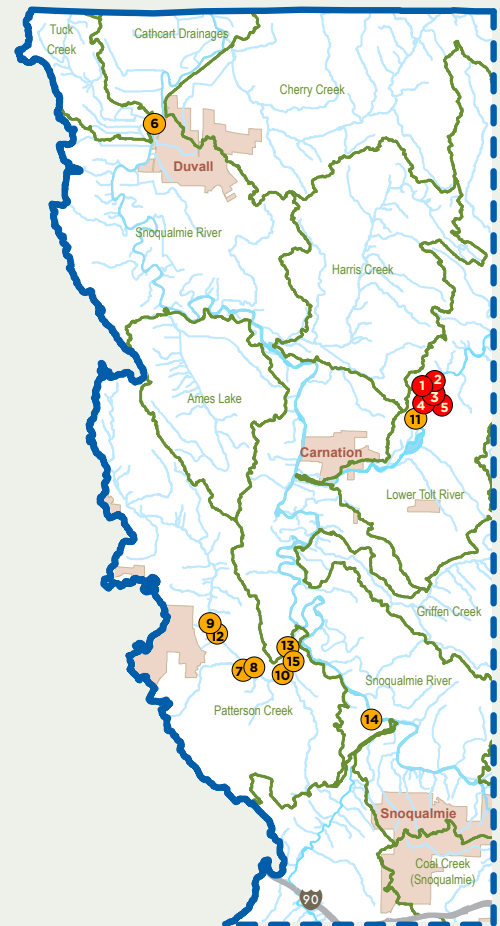 Tuck
Creek
Cathcart Drainages
Cherry Creek
6
Duvall
Snoqualmie River
Harris Creek
Ames Lake
1
2
3
4
5
11
Carnation
Lower Tolt River
Griffen Creek
9
12
13
7
8
15
10
Snoqualmie River
Patterson Creek
14
Snoqualmie
Coal Creek
(Snoqualmie)
90